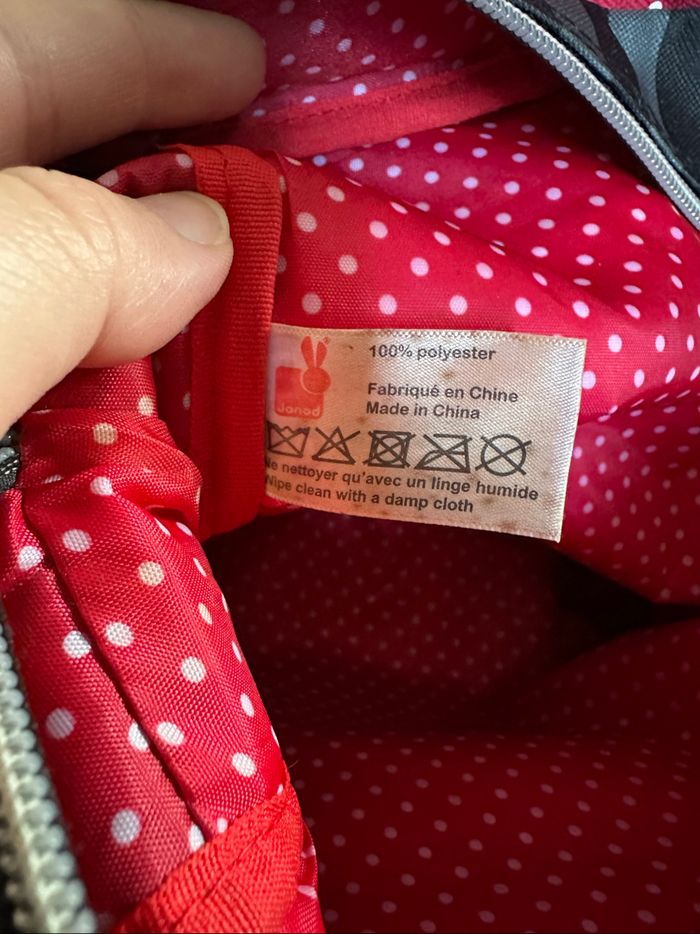 Janod
100% polyester
Fabriqué en Chine
Made in China
Ne nettoyer qu'avec un linge humide
Wipe clean with a damp cloth